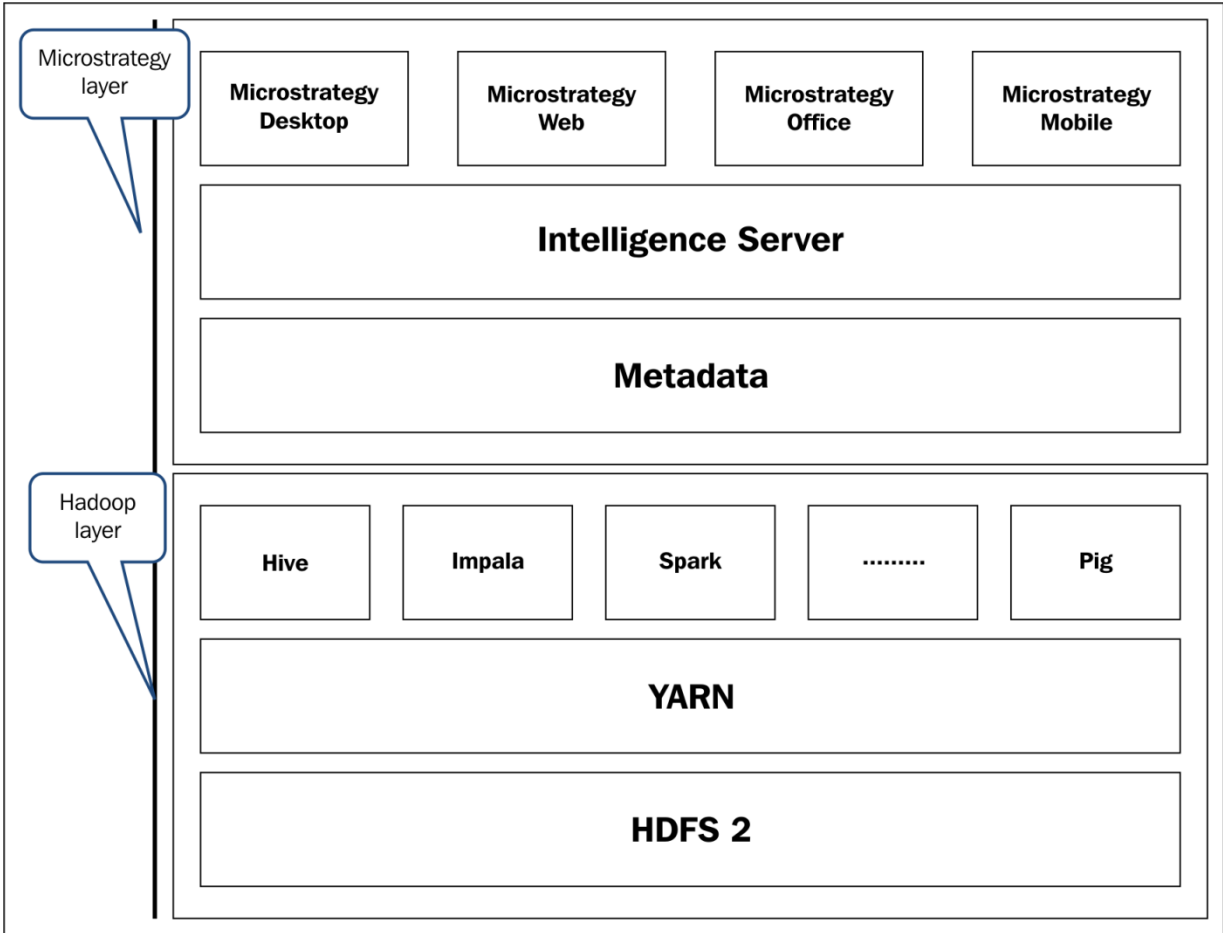 Microstrategy
layer
Microstrategy
Desktop
Microstrategy
Web
Microstrategy
Office
Microstrategy
Mobile
Intelligence Server
Metadata
Hadoop
layer
Hive
Impala
Spark
.........
Pig
YARN
HDFS 2